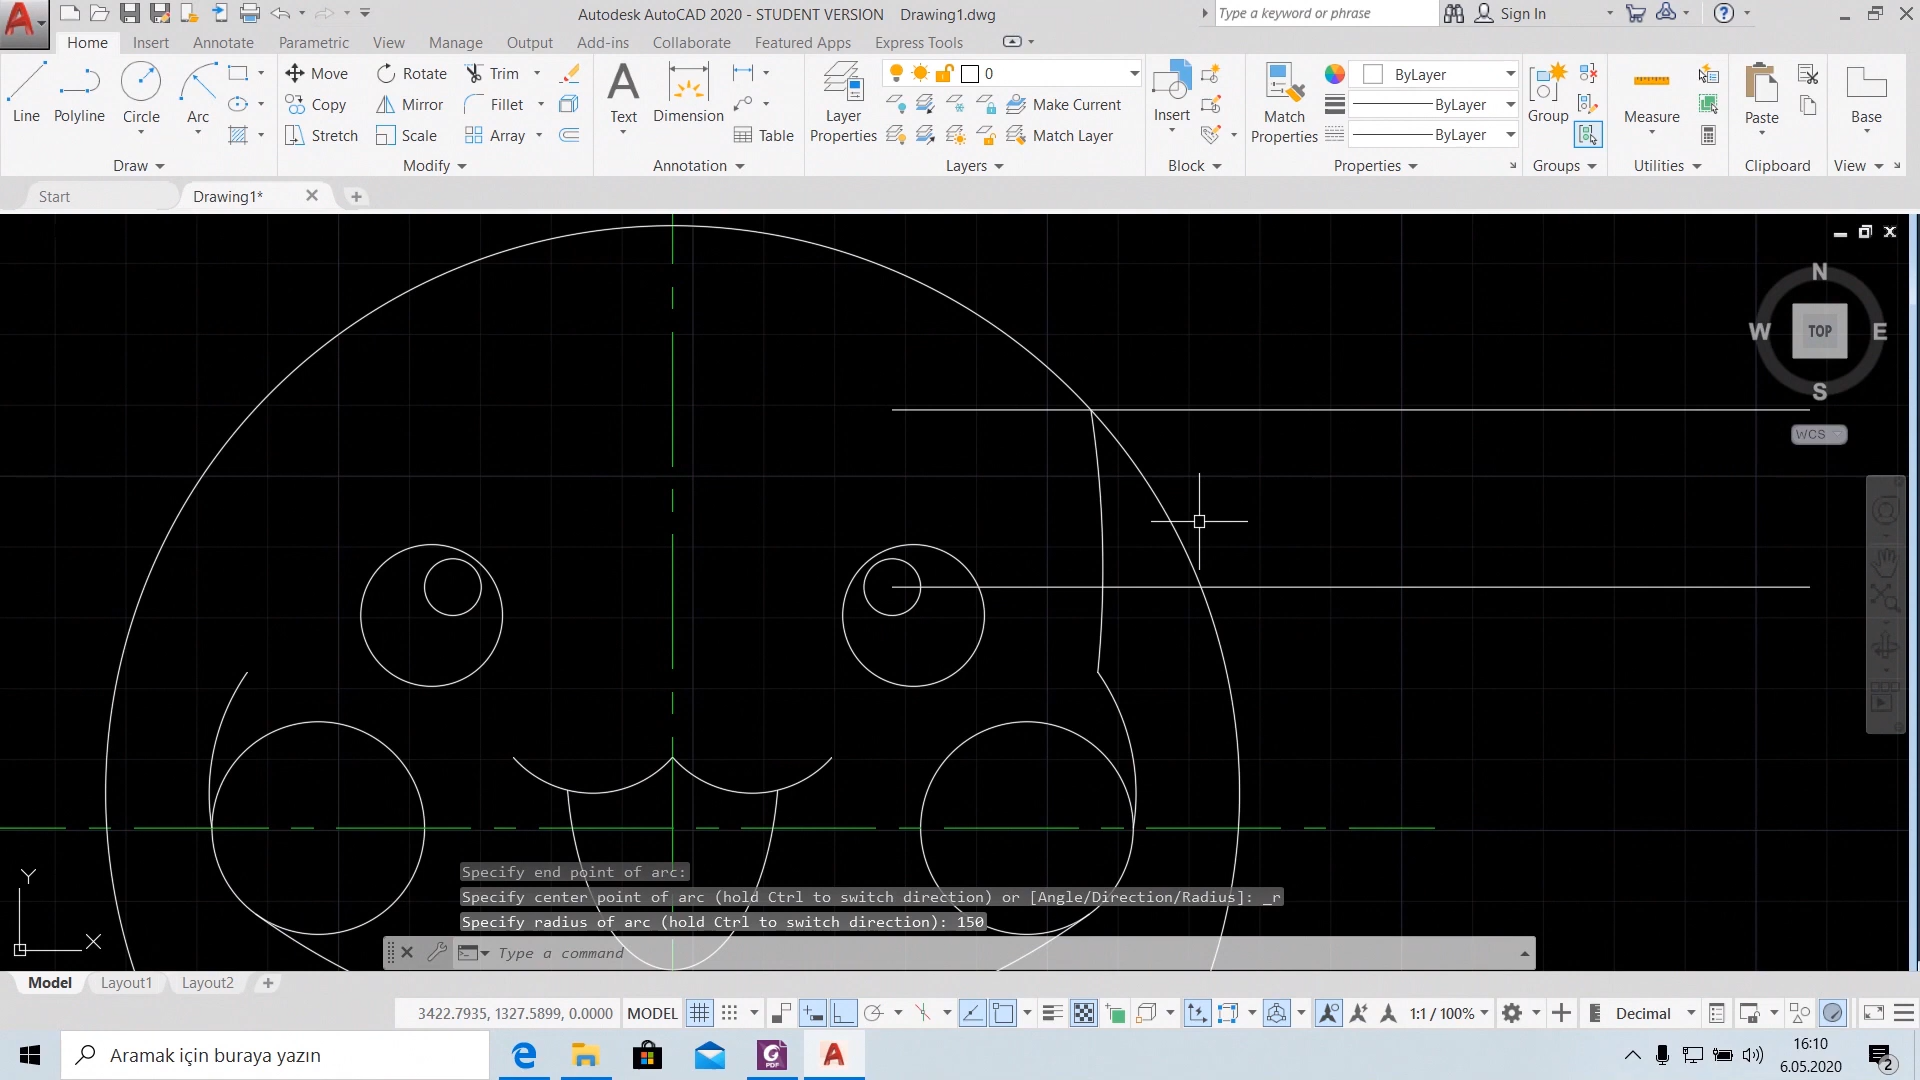 Autodesk AutoCAD 2020 - STUDENT VERSION Drawing1.dwg
Type a keyword or phrase
Sign In
Home Insert Annotate Parametric View Manage Output Add-ins Collaborate Featured Apps Express Tools
Line Polyline Circle Arc
Move Rotate Trim
Copy Mirror Fillet
Stretch Scale Array
Text Dimension
Table
Layer Properties
0
Make Current
Match Layer
Insert
Match Properties
ByLayer
ByLayer
ByLayer
Group
Measure
Paste
Base
Draw Modify Annotation Layers Block Properties Groups Utilities Clipboard View
Start Drawing1*
N
W TOP E
S
WCS
Y
X
Specify end point of arc:
Specify center point of arc (hold Ctrl to switch direction) or [Angle/Direction/Radius]: _r
Specify radius of arc (hold Ctrl to switch direction): 150
Type a command
Model Layout1 Layout2
3422.7935, 1327.5899, 0.0000 MODEL 1:1 / 100% Decimal
Aramak için buraya yazın
16:10
6.05.2020
2